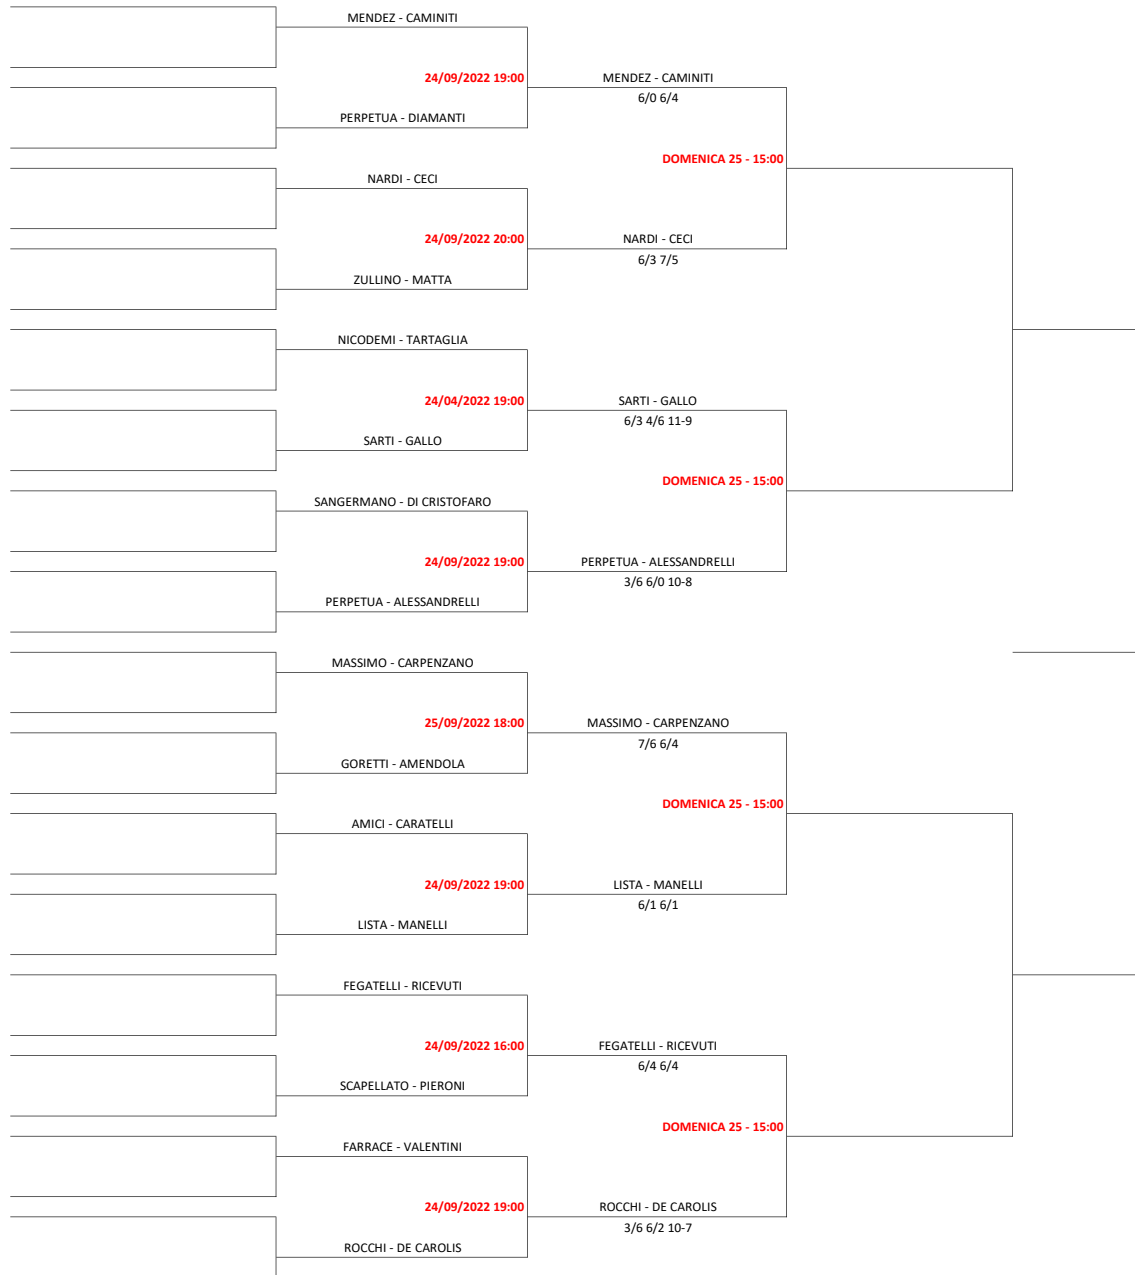 MENDEZ - CAMINITI
24/09/2022 19:00
MENDEZ - CAMINITI
6/0 6/4
PERPETUA - DIAMANTI
DOMENICA 25 - 15:00
NARDI - CECI
24/09/2022 20:00
NARDI - CECI
6/3 7/5
ZULLINO - MATTA
NICODEMI - TARTAGLIA
24/04/2022 19:00
SARTI - GALLO
6/3 4/6 11-9
SARTI - GALLO
DOMENICA 25 - 15:00
SANGERMANO - DI CRISTOFARO
24/09/2022 19:00
PERPETUA - ALESSANDRELLI
3/6 6/0 10-8
PERPETUA - ALESSANDRELLI
MASSIMO - CARPENZANO
25/09/2022 18:00
MASSIMO - CARPENZANO
7/6 6/4
GORETTI - AMENDOLA
DOMENICA 25 - 15:00
AMICI - CARATELLI
24/09/2022 19:00
LISTA - MANELLI
6/1 6/1
LISTA - MANELLI
FEGATELLI - RICEVUTI
24/09/2022 16:00
FEGATELLI - RICEVUTI
6/4 6/4
SCAPELLATO - PIERONI
DOMENICA 25 - 15:00
FARRACE - VALENTINI
24/09/2022 19:00
ROCCHI - DE CAROLIS
3/6 6/2 10-7
ROCCHI - DE CAROLIS